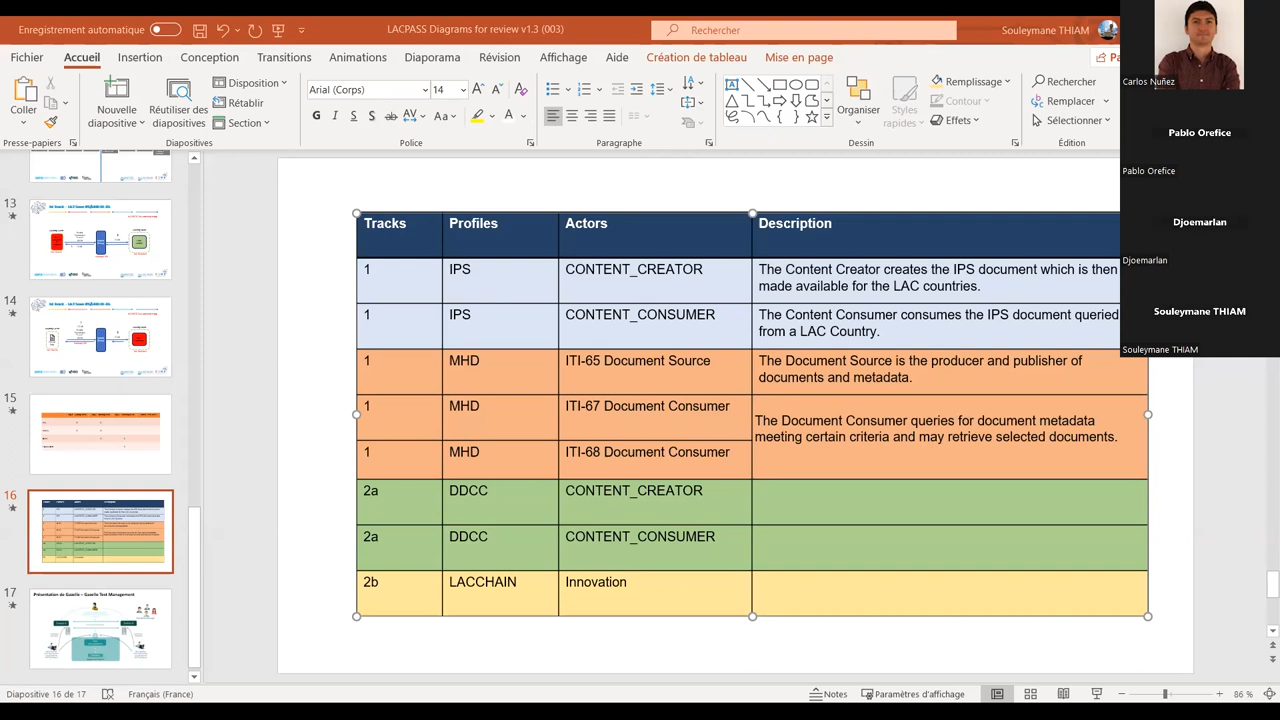 Enregistrement automatique
LACPASS Diagrams for review v1.3 (003)
Rechercher
Souleymane THIAM
Fichier Accueil Insertion Conception Transitions Animations Diaporama Révision Affichage Aide Création de tableau Mise en page
Coller
Nouvelle diapositive
Réutiliser des diapositives
Disposition
Rétablir
Section
Arial (Corps) 14
G I S S ab AV Aa A
Organiser
Styles rapides
Remplissage
Contour
Effets
Rechercher
Remplacer
Sélectionner
Presse-papiers Diapositives Police Paragraphe Dessin Édition
Carlos Nuñez
Pablo Orefice
Pablo Orefice
Djoemarlan
Djoemarlan
Souleymane THIAM
Souleymane THIAM
13
14
15
16
17
Présentation de Gazelle – Gazelle Test Management
Tracks Profiles Actors Description
1 IPS CONTENT_CREATOR The Content Creator creates the IPS document which is then
made available for the LAC countries.
1 IPS CONTENT_CONSUMER The Content Consumer consumes the IPS document queried
from a LAC Country.
1 MHD ITI-65 Document Source The Document Source is the producer and publisher of
documents and metadata.
1 MHD ITI-67 Document Consumer
The Document Consumer queries for document metadata
meeting certain criteria and may retrieve selected documents.
1 MHD ITI-68 Document Consumer
2a DDCC CONTENT_CREATOR
2a DDCC CONTENT_CONSUMER
2b LACCHAIN Innovation
Diapositive 16 de 17 Français (France) Notes Paramètres d'affichage 86 %